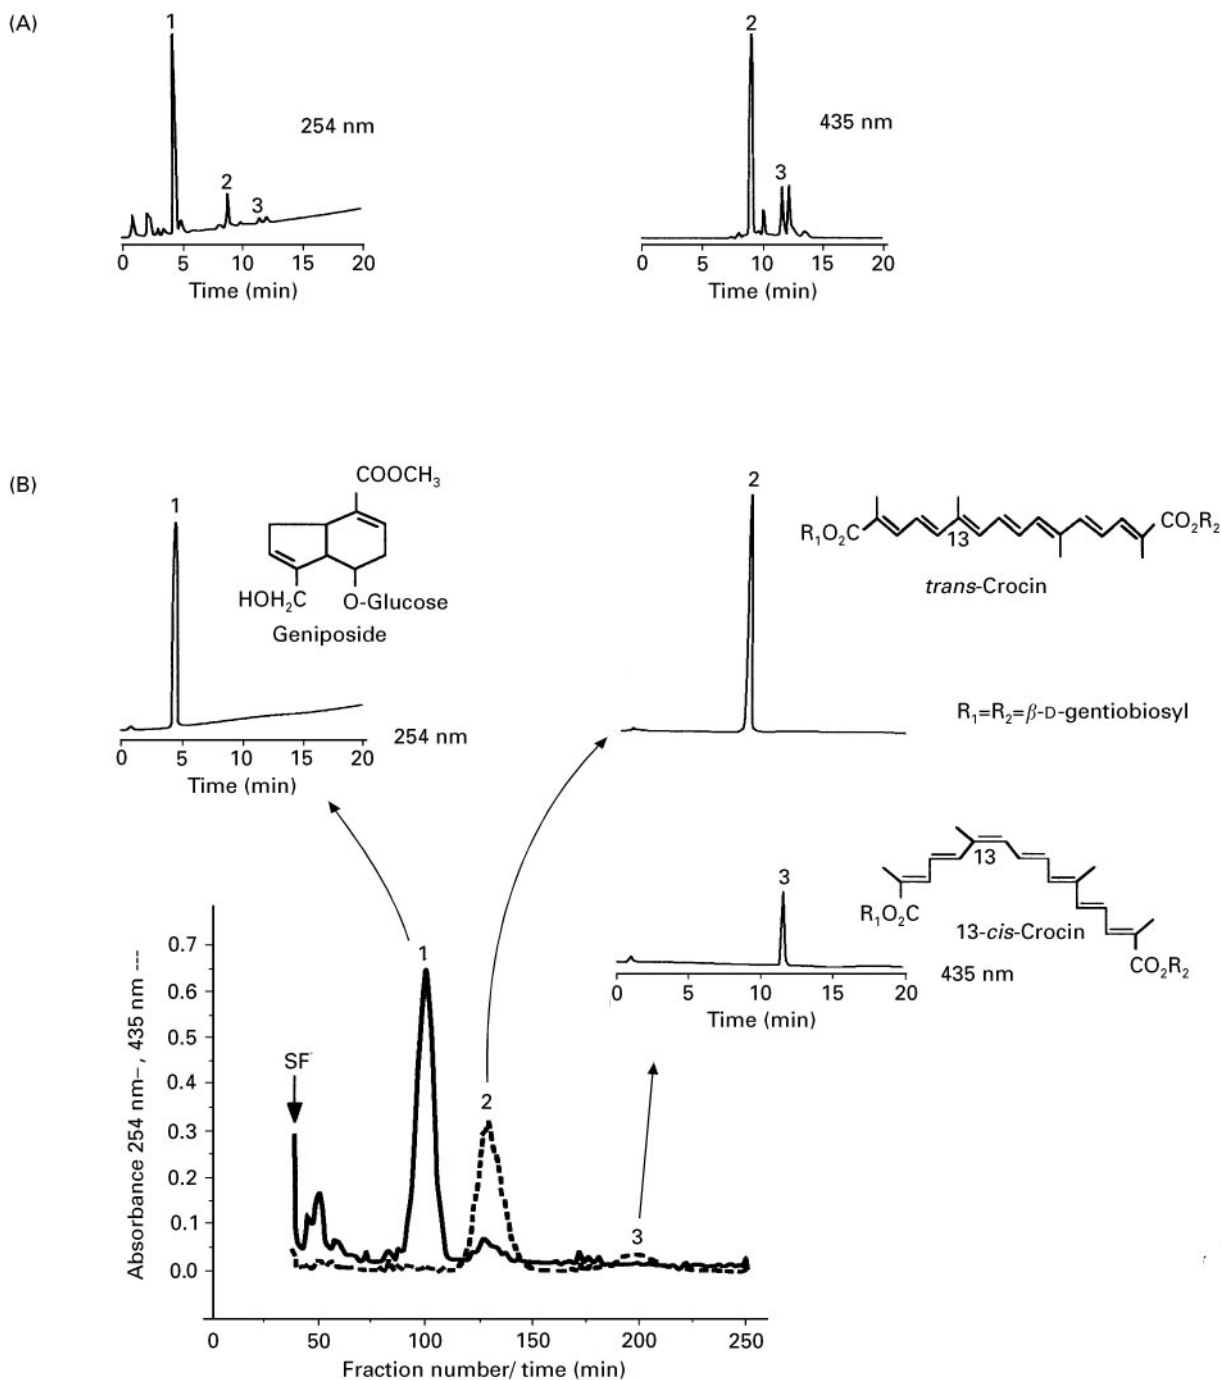 (A)
1
2
3
254 nm
0 5 10 15 20
Time (min)
2
3
435 nm
0 5 10 15 20
Time (min)
(B)
1
COOCH₃
HOH₂C O-Glucose
Geniposide
254 nm
0 5 10 15 20
Time (min)
2
R₁O₂C 13 CO₂R₂
trans-Crocin
R₁=R₂=β-D-gentiobiosyl
3
13
R₁O₂C
13-cis-Crocin
CO₂R₂
435 nm
0 5 10 15 20
Time (min)
Absorbance 254 nm–, 435 nm ---
0.7
0.6
0.5
0.4
0.3
0.2
0.1
0.0
SF
1
2
3
0 50 100 150 200 250
Fraction number/ time (min)